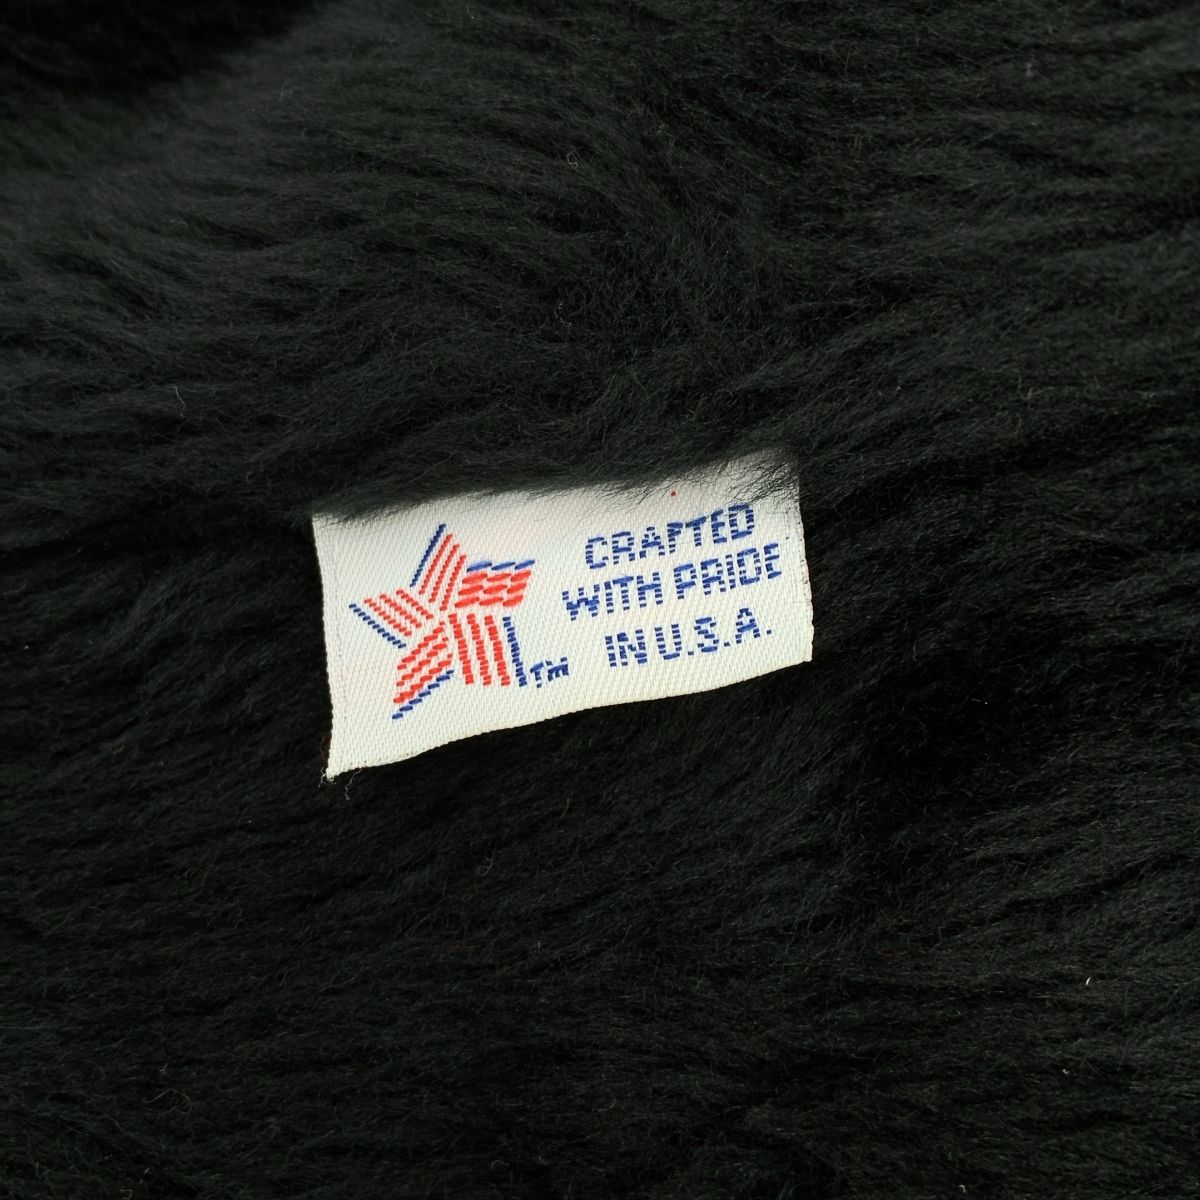 CRAFTED
WITH PRIDE
IN U.S.A.
TM